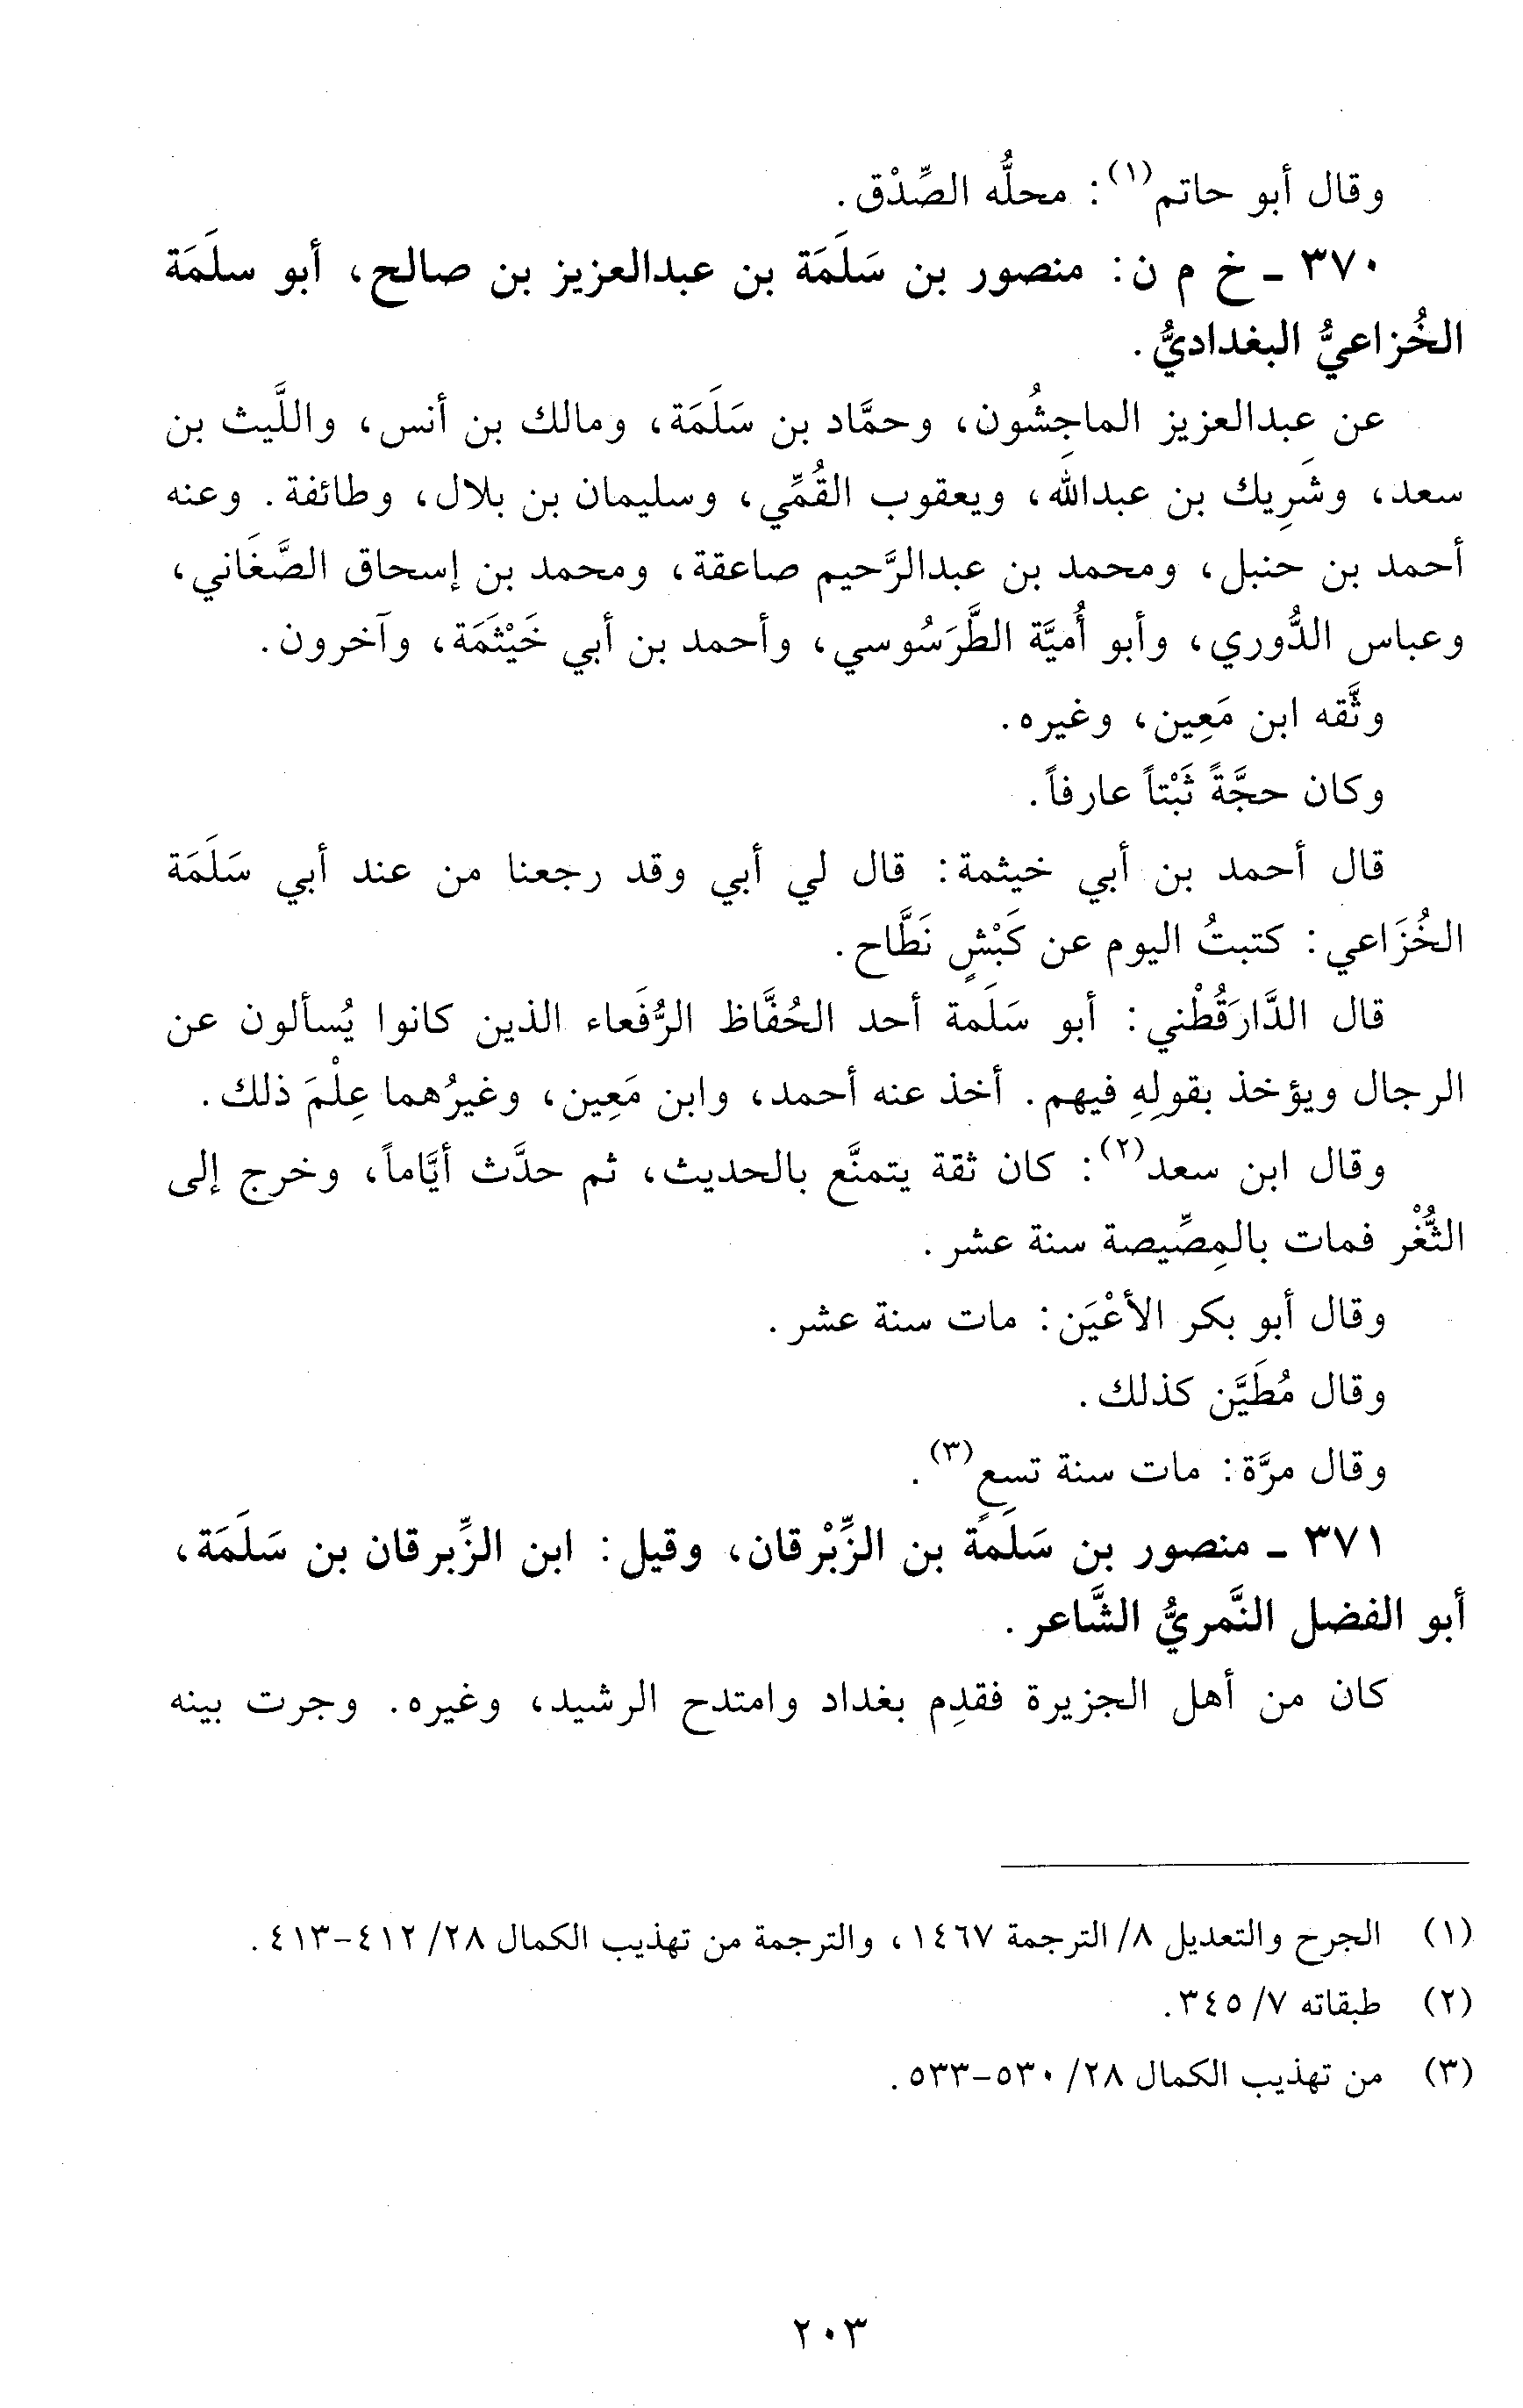 وقال أبو حاتم(١): محلُّه الصِّدْق.
٣٧٠ ـ خ م ن: منصور بن سَلَمَة بن عبدالعزيز بن صالح، أبو سلَمَة
الخُزاعيُّ البغداديُّ.
عن عبدالعزيز الماجِشُون، وحمَّاد بن سَلَمَة، ومالك بن أنس، واللَّيث بن
سعد، وشَرِيك بن عبدالله، ويعقوب القُمِّي، وسليمان بن بلال، وطائفة. وعنه
أحمد بن حنبل، ومحمد بن عبدالرَّحيم صاعقة، ومحمد بن إسحاق الصَّغَاني،
وعباس الدُّوري، وأبو أُميَّة الطَّرَسُوسي، وأحمد بن أبي خَيْثَمَة، وآخرون.
وثَّقه ابن مَعِين، وغيره.
وكان حجَّةً ثَبْتاً عارفاً.
قال أحمد بن أبي خيثمة: قال لي أبي وقد رجعنا من عند أبي سَلَمَة
الخُزَاعي: كتبتُ اليوم عن كَبْشٍ نَطَّاح.
قال الدَّارَقُطْني: أبو سَلَمة أحد الحُفَّاظ الرُّفَعاء الذين كانوا يُسألون عن
الرجال ويؤخذ بقولِهِ فيهم. أخذ عنه أحمد، وابن مَعِين، وغيرُهما عِلْمَ ذلك.
وقال ابن سعد(٢): كان ثقة يتمنَّع بالحديث، ثم حدَّث أيَّاماً، وخرج إلى
الثُّغْر فمات بالمِصِّيصة سنة عشر.
وقال أبو بكر الأعْيَن: مات سنة عشر.
وقال مُطَيَّن كذلك.
وقال مرَّة: مات سنة تسعٍ(٣).
٣٧١ ـ منصور بن سَلَمة بن الزِّبْرقان، وقيل: ابن الزِّبرقان بن سَلَمَة،
أبو الفضل النَّمريُّ الشَّاعر.
كان من أهل الجزيرة فقدِم بغداد وامتدح الرشيد، وغيره. وجرت بينه
(١) الجرح والتعديل ٨/ الترجمة ١٤٦٧، والترجمة من تهذيب الكمال ٢٨/ ٤١٢-٤١٣.
(٢) طبقاته ٧/ ٣٤٥.
(٣) من تهذيب الكمال ٢٨/ ٥٣٠-٥٣٣.
٢٠٣